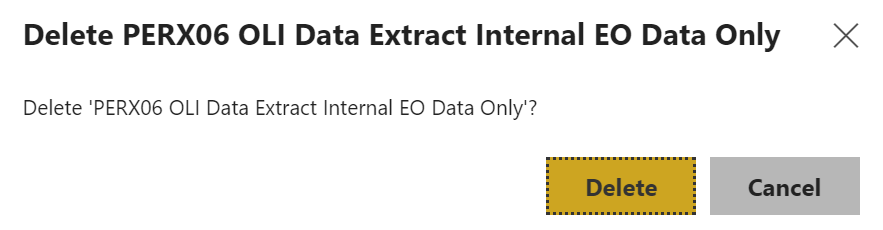 Delete PERX06 OLI Data Extract Internal EO Data Only
Delete 'PERX06 OLI Data Extract Internal EO Data Only'?
Delete
Cancel